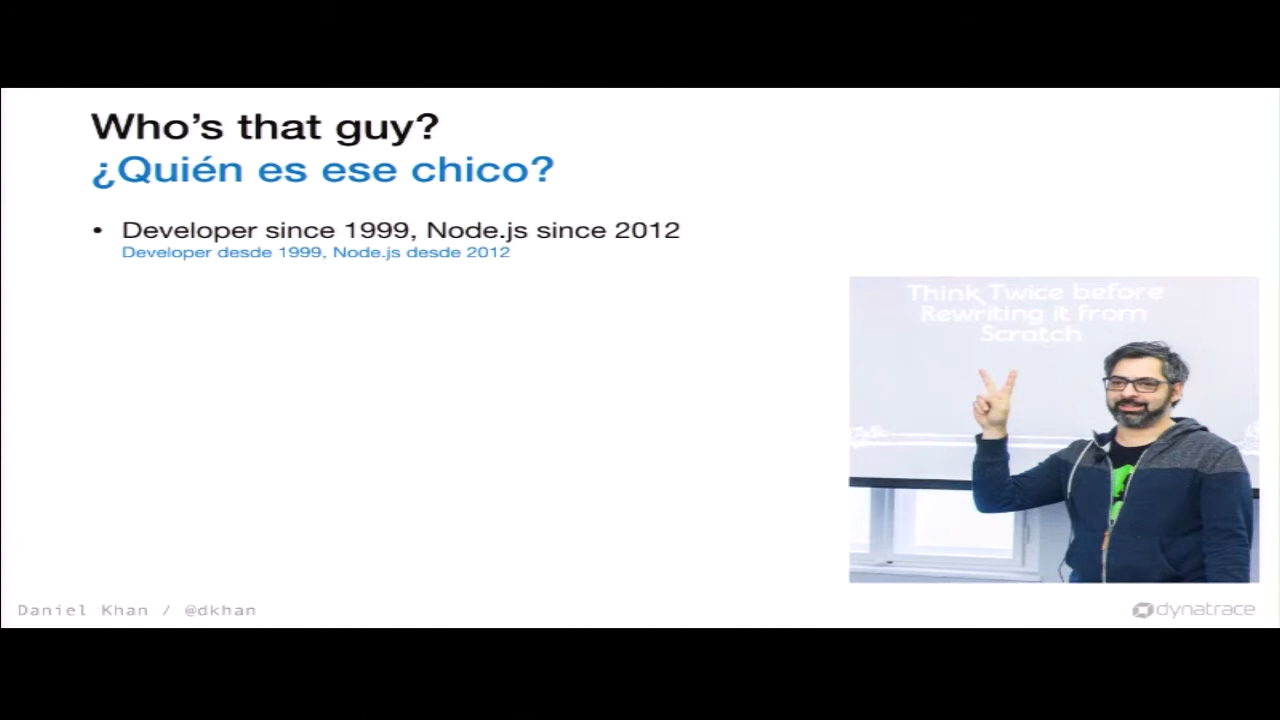 Who's that guy?
¿Quién es ese chico?
• Developer since 1999, Node.js since 2012
Developer desde 1999, Node.js desde 2012
Think Twice before
Rewriting it from
Scratch
Daniel Khan / @dkhan
dynatrace